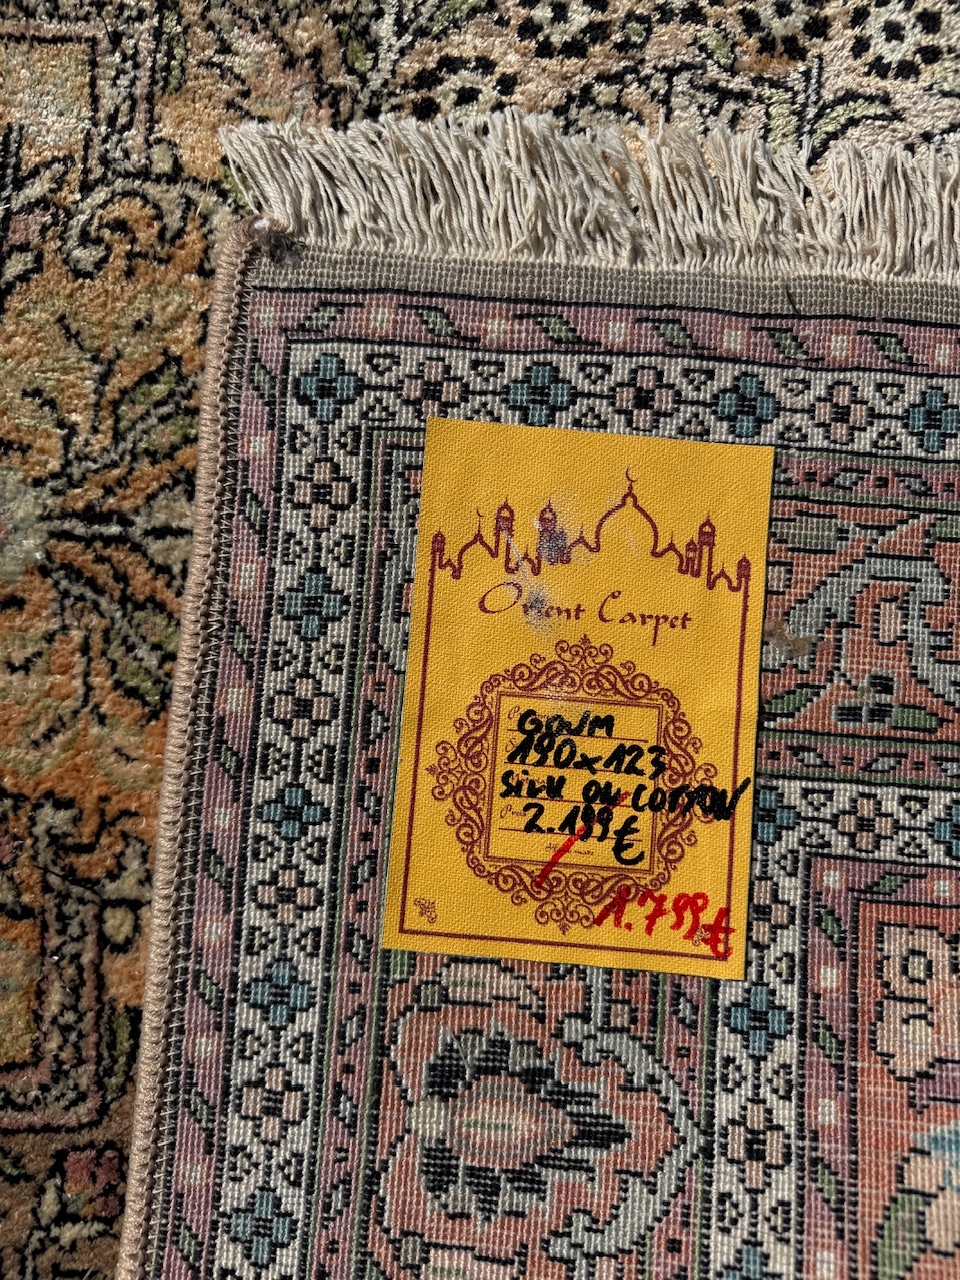 Orient Carpet
GOUM
190x123
SILK ON COTTON
2.199€
1.799€